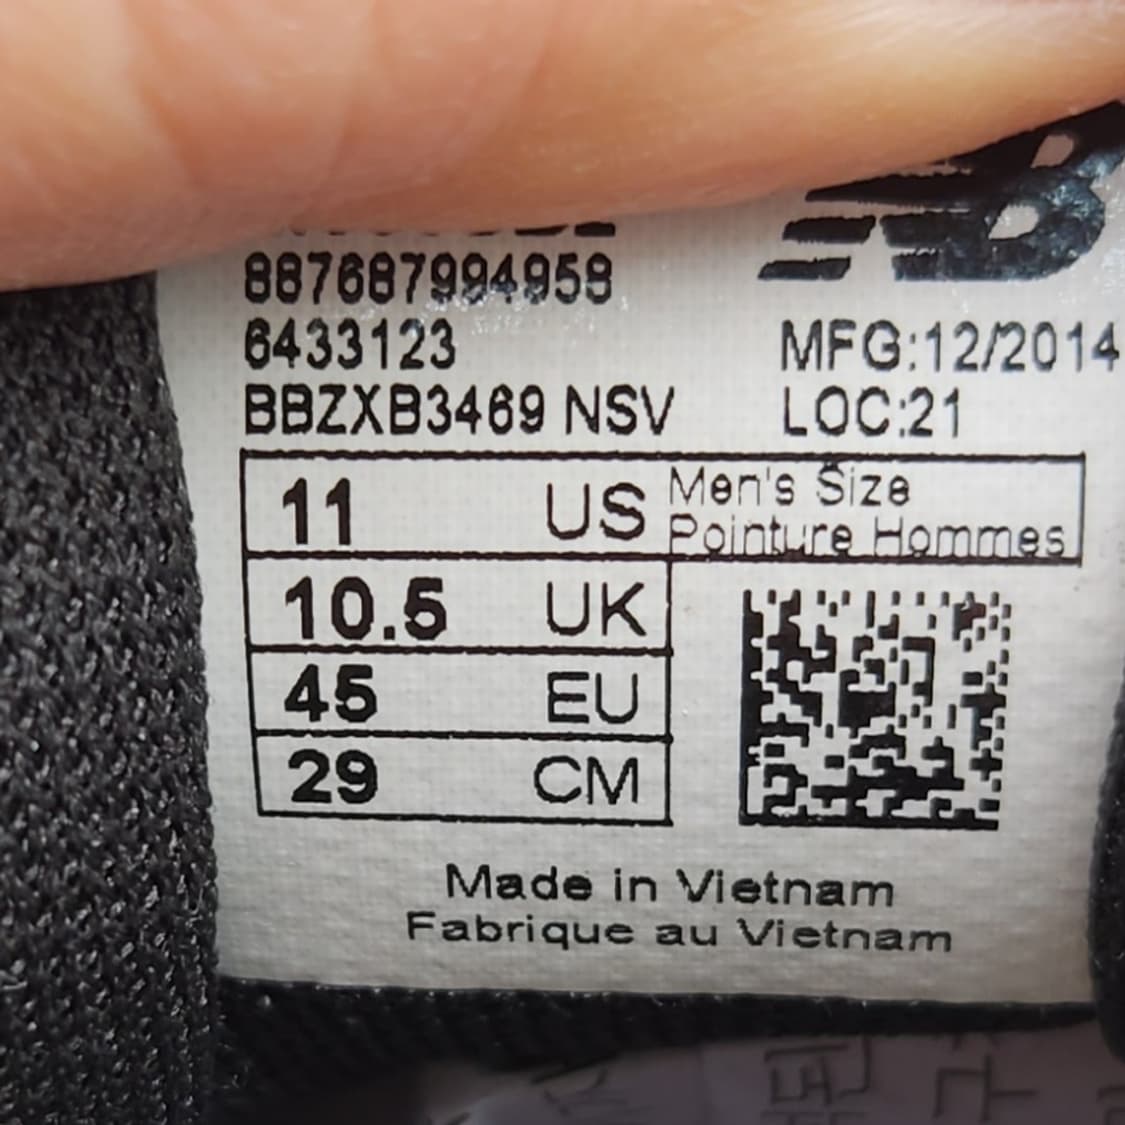 887687994958
6433123
MFG:12/2014
BBZXB3469 NSV
LOC:21
11 US Men's Size
Pointure Hommes
10.5 UK
45 EU
29 CM
Made in Vietnam
Fabrique au Vietnam